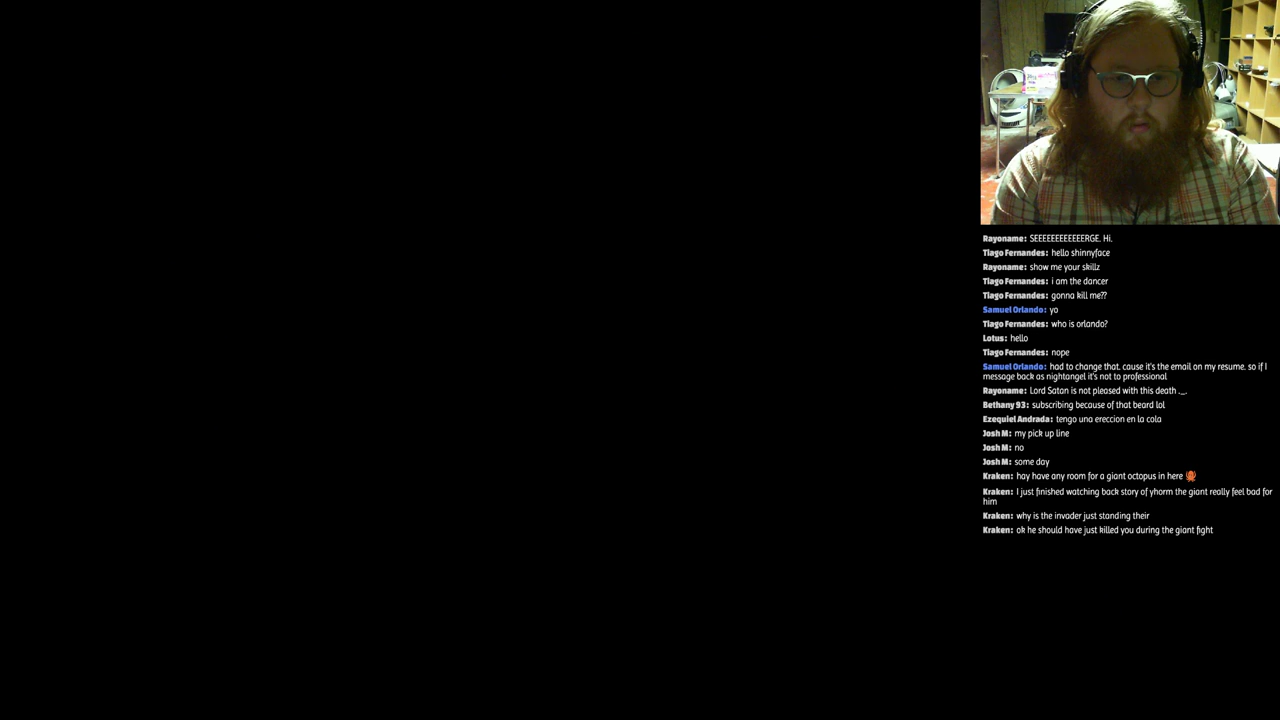 Rayoname: SEEEEEEEEEEEERGE. Hi.
Tiago Fernandes: hello shinnyface
Rayoname: show me your skillz
Tiago Fernandes: i am the dancer
Tiago Fernandes: gonna kill me??
Samuel Orlando: yo
Tiago Fernandes: who is orlando?
Lotus: hello
Tiago Fernandes: nope
Samuel Orlando: had to change that. cause it's the email on my resume. so if I
message back as nightangel it's not to professional
Rayoname: Lord Satan is not pleased with this death ._.
Bethany 93: subscribing because of that beard lol
Ezequiel Andrada: tengo una ereccion en la cola
Josh M: my pick up line
Josh M: no
Josh M: some day
Kraken: hay have any room for a giant octopus in here 🐙
Kraken: I just finished watching back story of yhorm the giant really feel bad for
him
Kraken: why is the invader just standing their
Kraken: ok he should have just killed you during the giant fight